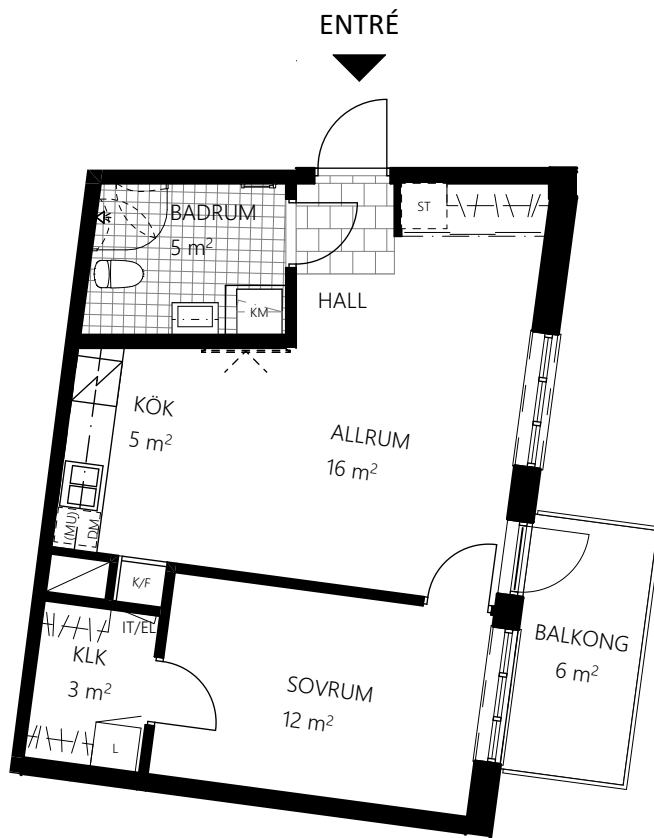 ENTRÉ
BADRUM
5 m²
ST
KM
HALL
KÖK
5 m²
ALLRUM
16 m²
(MU)
DM
K/F
IT/EL
KLK
3 m²
SOVRUM
12 m²
BALKONG
6 m²
L